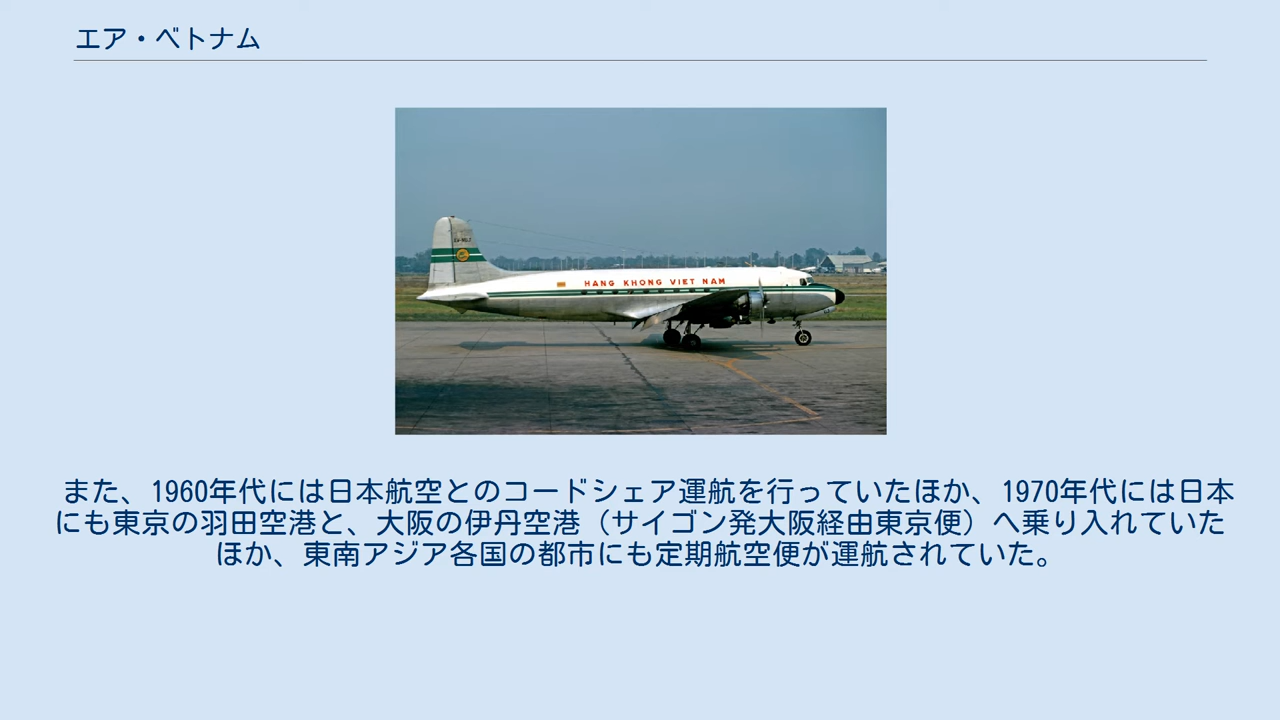 エア・ベトナム
HANG KHONG VIET NAM
また、1960年代には日本航空とのコードシェア運航を行っていたほか、1970年代には日本
にも東京の羽田空港と、大阪の伊丹空港（サイゴン発大阪経由東京便）へ乗り入れていた
ほか、東南アジア各国の都市にも定期航空便が運航されていた。